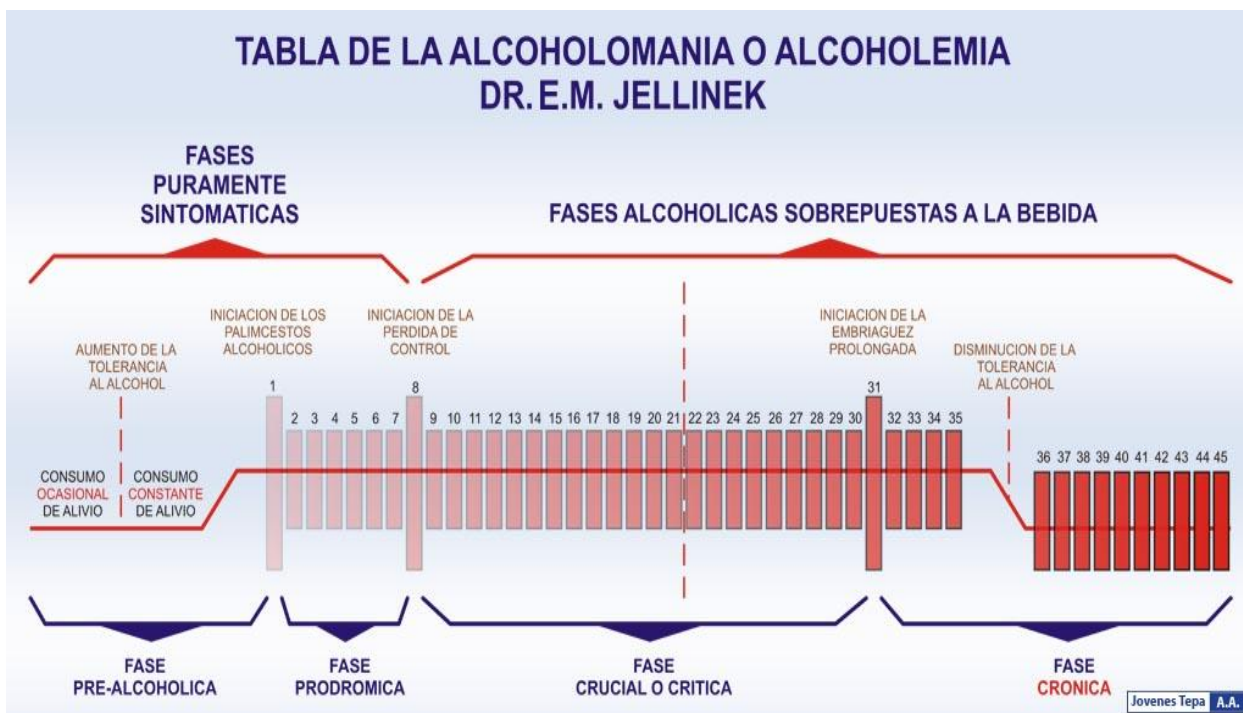 TABLA DE LA ALCOHOLOMANIA O ALCOHOLEMIA
DR. E.M. JELLINEK
FASES
PURAMENTE
SINTOMATICAS
FASES ALCOHOLICAS SOBREPUESTAS A LA BEBIDA
AUMENTO DE LA
TOLERANCIA
AL ALCOHOL
INICIACION DE LOS
PALIMCESTOS
ALCOHOLICOS
INICIACION DE LA
PERDIDA DE
CONTROL
INICIACION DE LA
EMBRIAGUEZ
PROLONGADA
DISMINUCION DE LA
TOLERANCIA
AL ALCOHOL
CONSUMO
OCASIONAL
DE ALIVIO
CONSUMO
CONSTANTE
DE ALIVIO
1
2 3 4 5 6 7
8
9 10 11 12 13 14 15 16 17 18 19 20 21 22 23 24 25 26 27 28 29 30
31
32 33 34 35
36 37 38 39 40 41 42 43 44 45
FASE
PRE-ALCOHOLICA
FASE
PRODROMICA
FASE
CRUCIAL O CRITICA
FASE
CRONICA
Jovenes Tepa A.A.